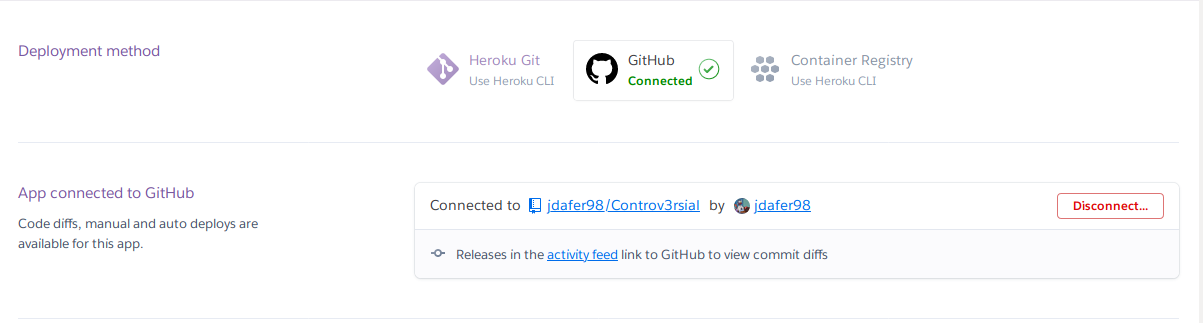 Deployment method
Heroku Git
Use Heroku CLI
GitHub
Connected
Container Registry
Use Heroku CLI
App connected to GitHub
Code diffs, manual and auto deploys are
available for this app.
Connected to jdafer98/Controv3rsial by jdafer98
Disconnect...
Releases in the activity feed link to GitHub to view commit diffs